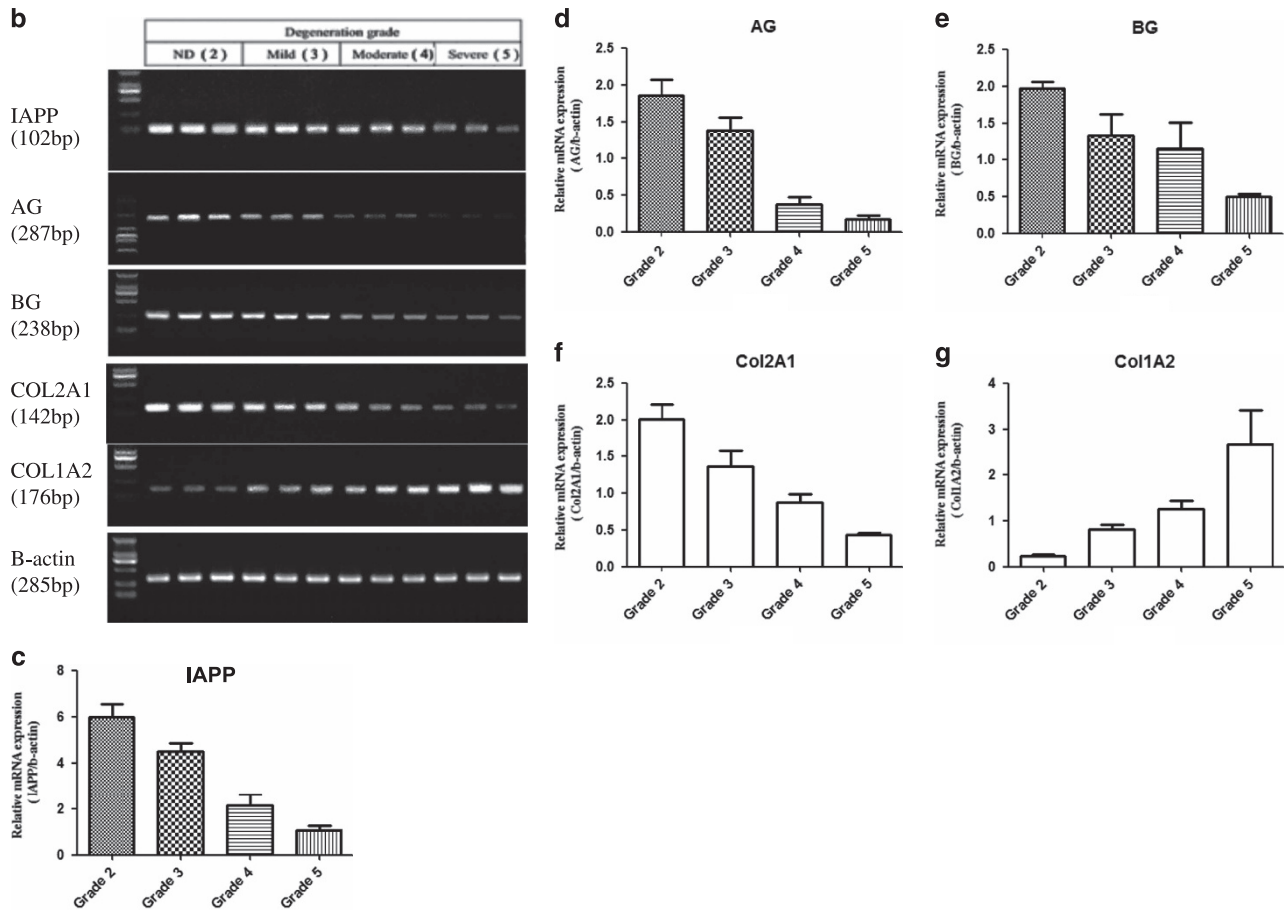 b
Degeneration grade
ND (2) Mild (3) Moderate (4) Severe (5)
IAPP
(102bp)
AG
(287bp)
BG
(238bp)
COL2A1
(142bp)
COL1A2
(176bp)
B-actin
(285bp)
c
IAPP
Relative mRNA expression
( IAPP/b-actin)
8
6
4
2
0
Grade 2
Grade 3
Grade 4
Grade 5
d
AG
Relative mRNA expression
( AG/b-actin)
2.5
2.0
1.5
1.0
0.5
0.0
Grade 2
Grade 3
Grade 4
Grade 5
e
BG
Relative mRNA expression
(BG/b-actin)
2.5
2.0
1.5
1.0
0.5
0.0
Grade 2
Grade 3
Grade 4
Grade 5
f
Col2A1
Relative mRNA expression
( Col2A1/b-actin)
2.5
2.0
1.5
1.0
0.5
0.0
Grade 2
Grade 3
Grade 4
Grade 5
g
Col1A2
Relative mRNA expression
( Col1A2/b-actin)
4
3
2
1
0
Grade 2
Grade 3
Grade 4
Grade 5